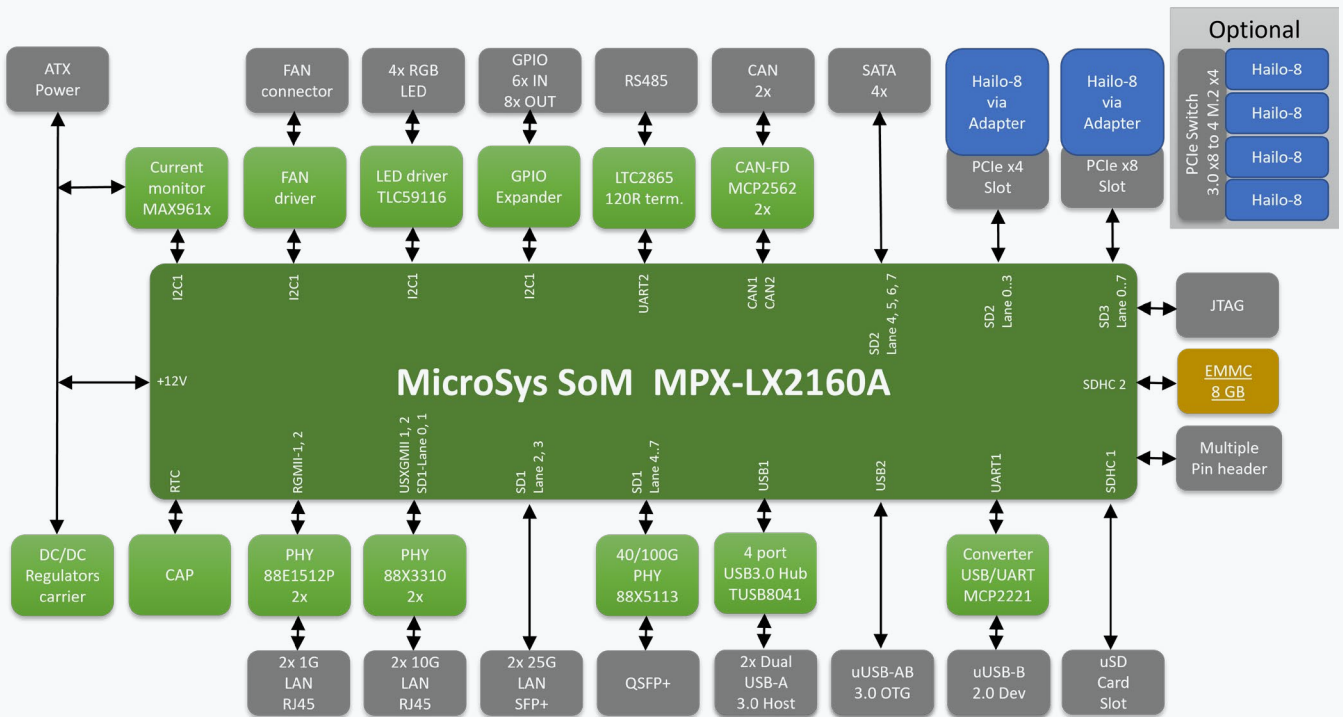 Optional
ATX
Power
FAN
connector
4x RGB
LED
GPIO
6x IN
8x OUT
RS485
CAN
2x
SATA
4x
Hailo-8
via
Adapter
PCIe x4
Slot
Hailo-8
via
Adapter
PCIe x8
Slot
PCIe Switch
3.0 x8 to 4 M.2 x4
Hailo-8
Hailo-8
Hailo-8
Hailo-8
Current
monitor
MAX961x
FAN
driver
LED driver
TLC59116
GPIO
Expander
LTC2865
120R term.
CAN-FD
MCP2562
2x
I2C1
I2C1
I2C1
I2C1
UART2
CAN1
CAN2
SD2
Lane 4, 5, 6, 7
SD2
Lane 0..3
SD3
Lane 0..7
JTAG
+12V
MicroSys SoM MPX-LX2160A
SDHC 2
EMMC
8 GB
Multiple
Pin header
RTC
RGMII-1, 2
USXGMII 1, 2
SD1-Lane 0, 1
SD1
Lane 2, 3
SD1
Lane 4..7
USB1
USB2
UART1
SDHC 1
DC/DC
Regulators
carrier
CAP
PHY
88E1512P
2x
PHY
88X3310
2x
40/100G
PHY
88X5113
4 port
USB3.0 Hub
TUSB8041
Converter
USB/UART
MCP2221
2x 1G
LAN
RJ45
2x 10G
LAN
RJ45
2x 25G
LAN
SFP+
QSFP+
2x Dual
USB-A
3.0 Host
uUSB-AB
3.0 OTG
uUSB-B
2.0 Dev
uSD
Card
Slot